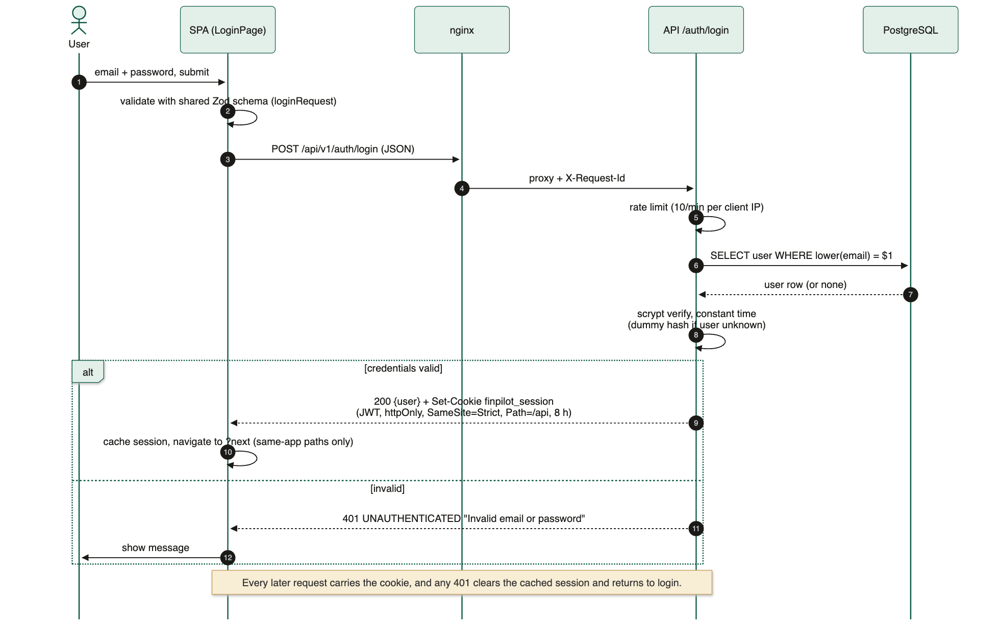 User
SPA (LoginPage)
nginx
API /auth/login
PostgreSQL
email + password, submit
1
validate with shared Zod schema (loginRequest)
2
POST /api/v1/auth/login (JSON)
3
proxy + X-Request-Id
4
rate limit (10/min per client IP)
5
SELECT user WHERE lower(email) = $1
6
user row (or none)
7
scrypt verify, constant time
(dummy hash if user unknown)
8
alt
[credentials valid]
200 {user} + Set-Cookie finpilot_session
(JWT, httpOnly, SameSite=Strict, Path=/api, 8 h)
9
cache session, navigate to ?next (same-app paths only)
10
[invalid]
401 UNAUTHENTICATED "Invalid email or password"
11
show message
12
Every later request carries the cookie, and any 401 clears the cached session and returns to login.